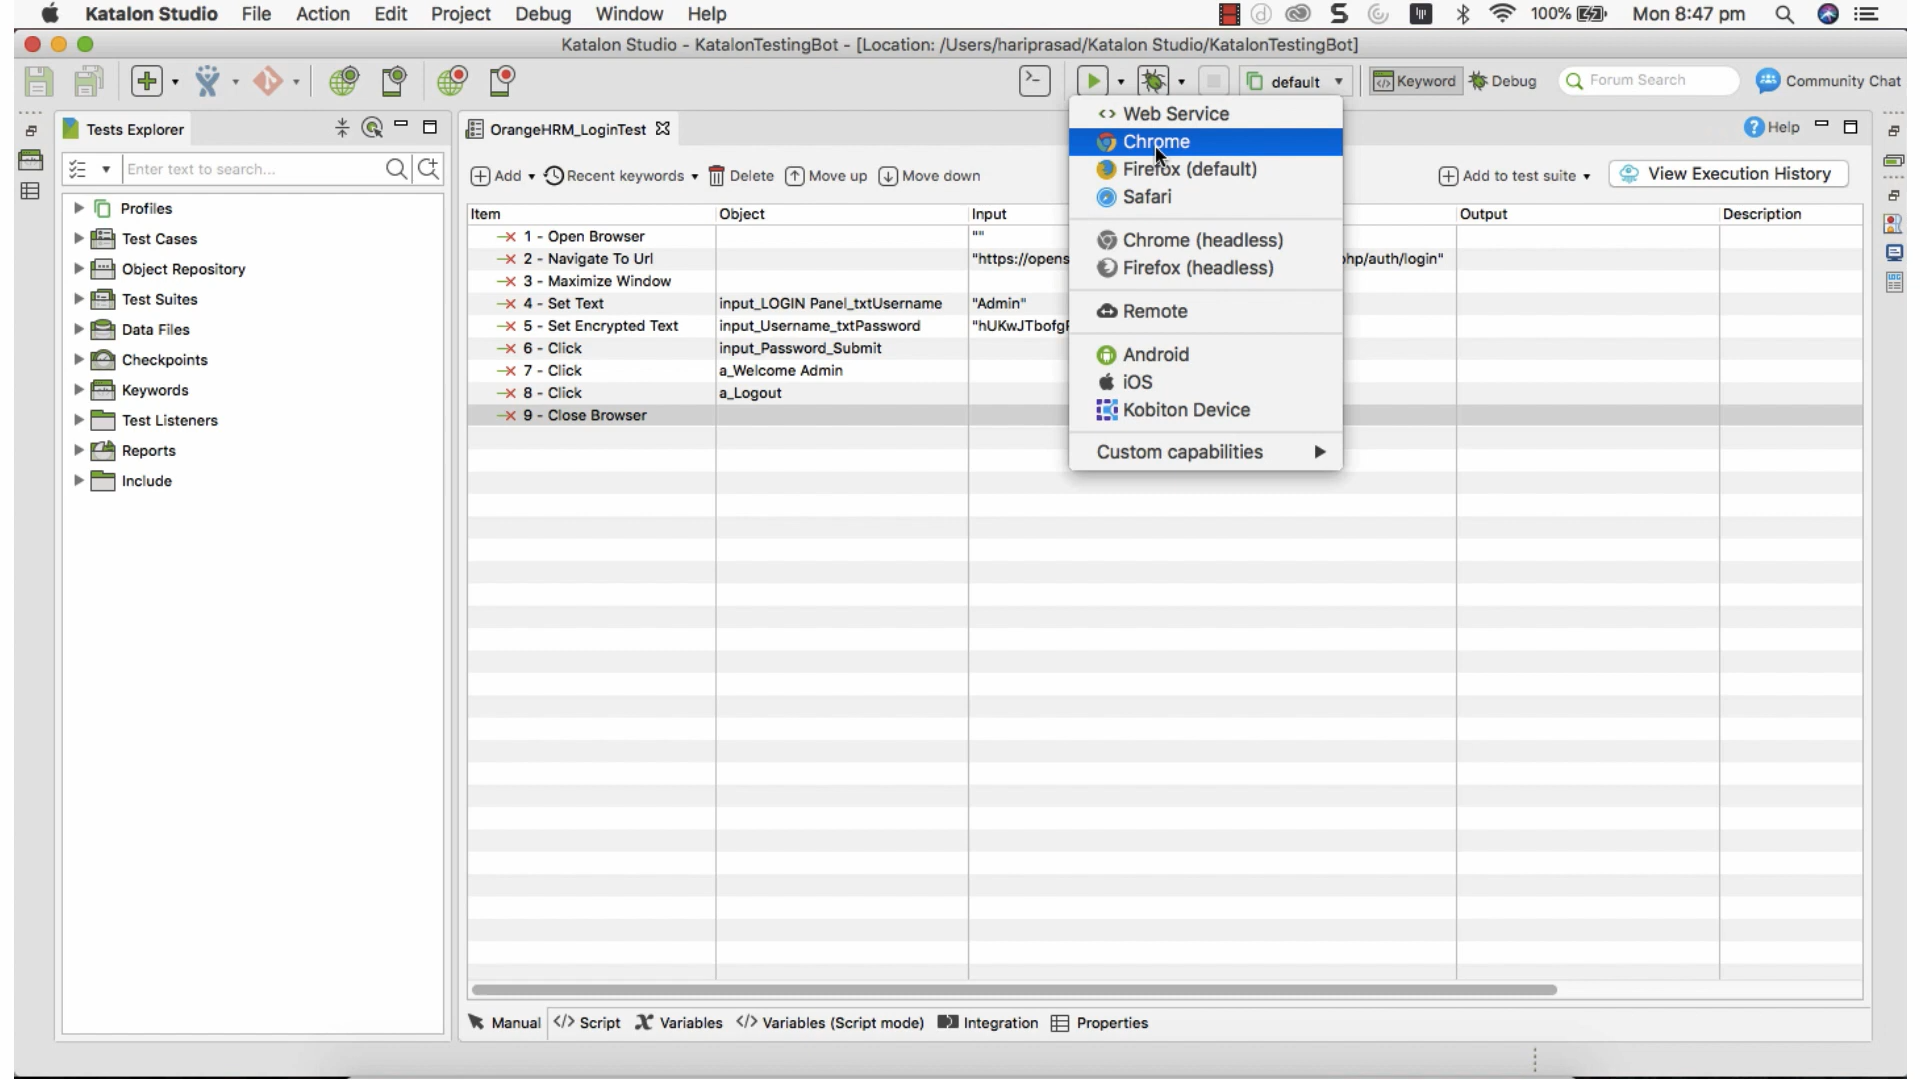 Katalon Studio File Action Edit Project Debug Window Help 100% Mon 8:47 pm
Katalon Studio - KatalonTestingBot - [Location: /Users/hariprasad/Katalon Studio/KatalonTestingBot]
default Keyword Debug Forum Search Community Chat
Tests Explorer
Enter text to search...
Profiles
Test Cases
Object Repository
Test Suites
Data Files
Checkpoints
Keywords
Test Listeners
Reports
Include
OrangeHRM_LoginTest
Help
Add Recent keywords Delete Move up Move down
Add to test suite View Execution History
Item Object Input Output Description
1 - Open Browser ""
2 - Navigate To Url "https://opens hp/auth/login"
3 - Maximize Window
4 - Set Text input_LOGIN Panel_txtUsername "Admin"
5 - Set Encrypted Text input_Username_txtPassword "hUKwJTbofgP
6 - Click input_Password_Submit
7 - Click a_Welcome Admin
8 - Click a_Logout
9 - Close Browser
Web Service
Chrome
Firefox (default)
Safari
Chrome (headless)
Firefox (headless)
Remote
Android
iOS
Kobiton Device
Custom capabilities
Manual Script Variables Variables (Script mode) Integration Properties